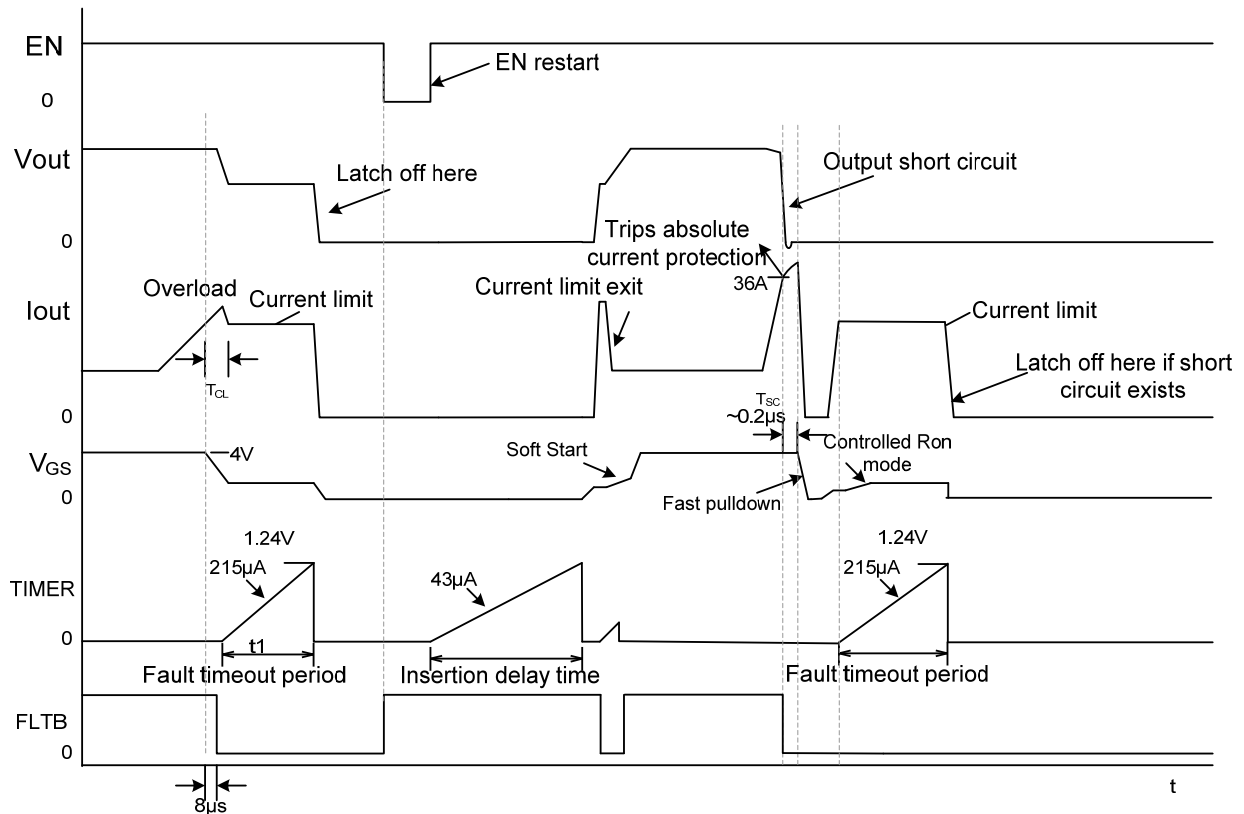 EN
EN restart
0
Vout
Output short circuit
Latch off here
0
Trips absolute
current protection
36A
Overload
Current limit
Current limit exit
Iout
Current limit
Latch off here if short
circuit exists
TCL
0
TSC
~0.2µs
Soft Start
Controlled Ron
mode
4V
VGS
0
Fast pulldown
1.24V
1.24V
215µA
43µA
215µA
TIMER
0
t1
Fault timeout period
Insertion delay time
Fault timeout period
FLTB
0
t
8µs